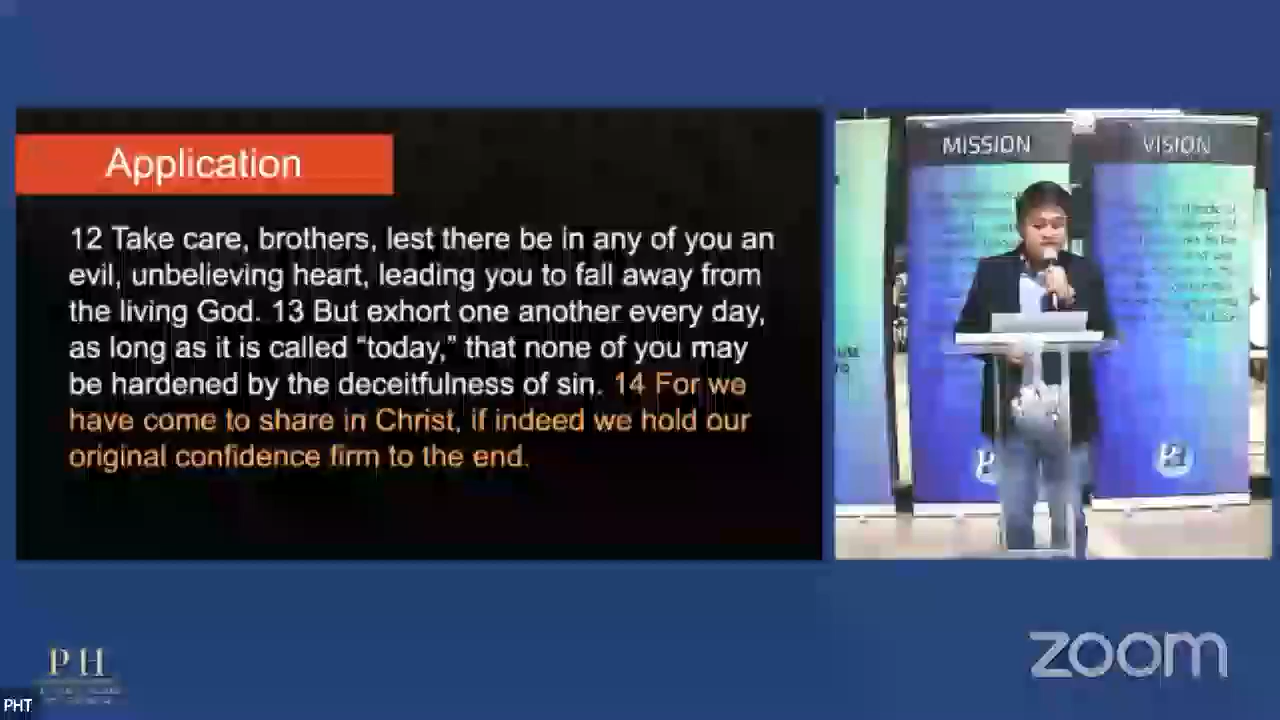 Application
12 Take care, brothers, lest there be in any of you an
evil, unbelieving heart, leading you to fall away from
the living God. 13 But exhort one another every day,
as long as it is called “today,” that none of you may
be hardened by the deceitfulness of sin. 14 For we
have come to share in Christ, if indeed we hold our
original confidence firm to the end.
MISSION
VISION
PH
zoom
PHT